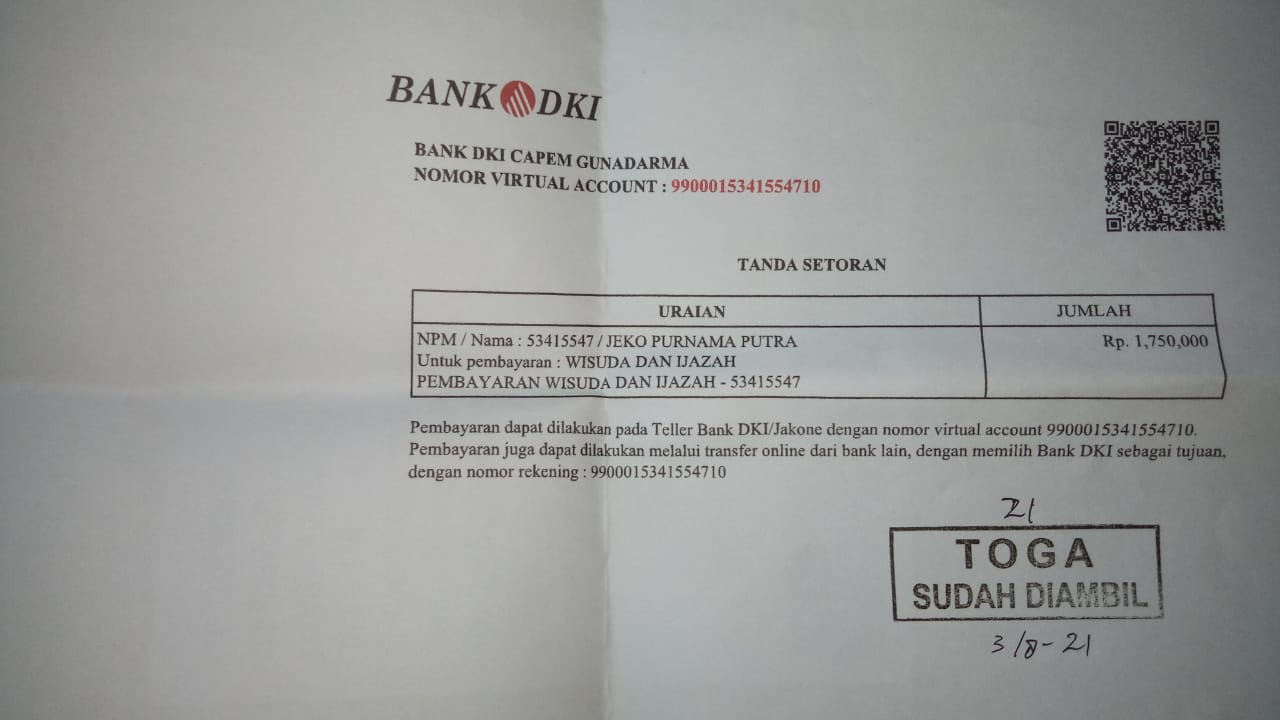 BANK DKI
BANK DKI CAPEM GUNADARMA
NOMOR VIRTUAL ACCOUNT : 9900015341554710
TANDA SETORAN
URAIAN JUMLAH
NPM / Nama : 53415547 / JEKO PURNAMA PUTRA Rp. 1,750,000
Untuk pembayaran : WISUDA DAN IJAZAH
PEMBAYARAN WISUDA DAN IJAZAH - 53415547
Pembayaran dapat dilakukan pada Teller Bank DKI/Jakone dengan nomor virtual account 9900015341554710.
Pembayaran juga dapat dilakukan melalui transfer online dari bank lain, dengan memilih Bank DKI sebagai tujuan,
dengan nomor rekening : 9900015341554710
21
TOGA
SUDAH DIAMBIL
3/8-21